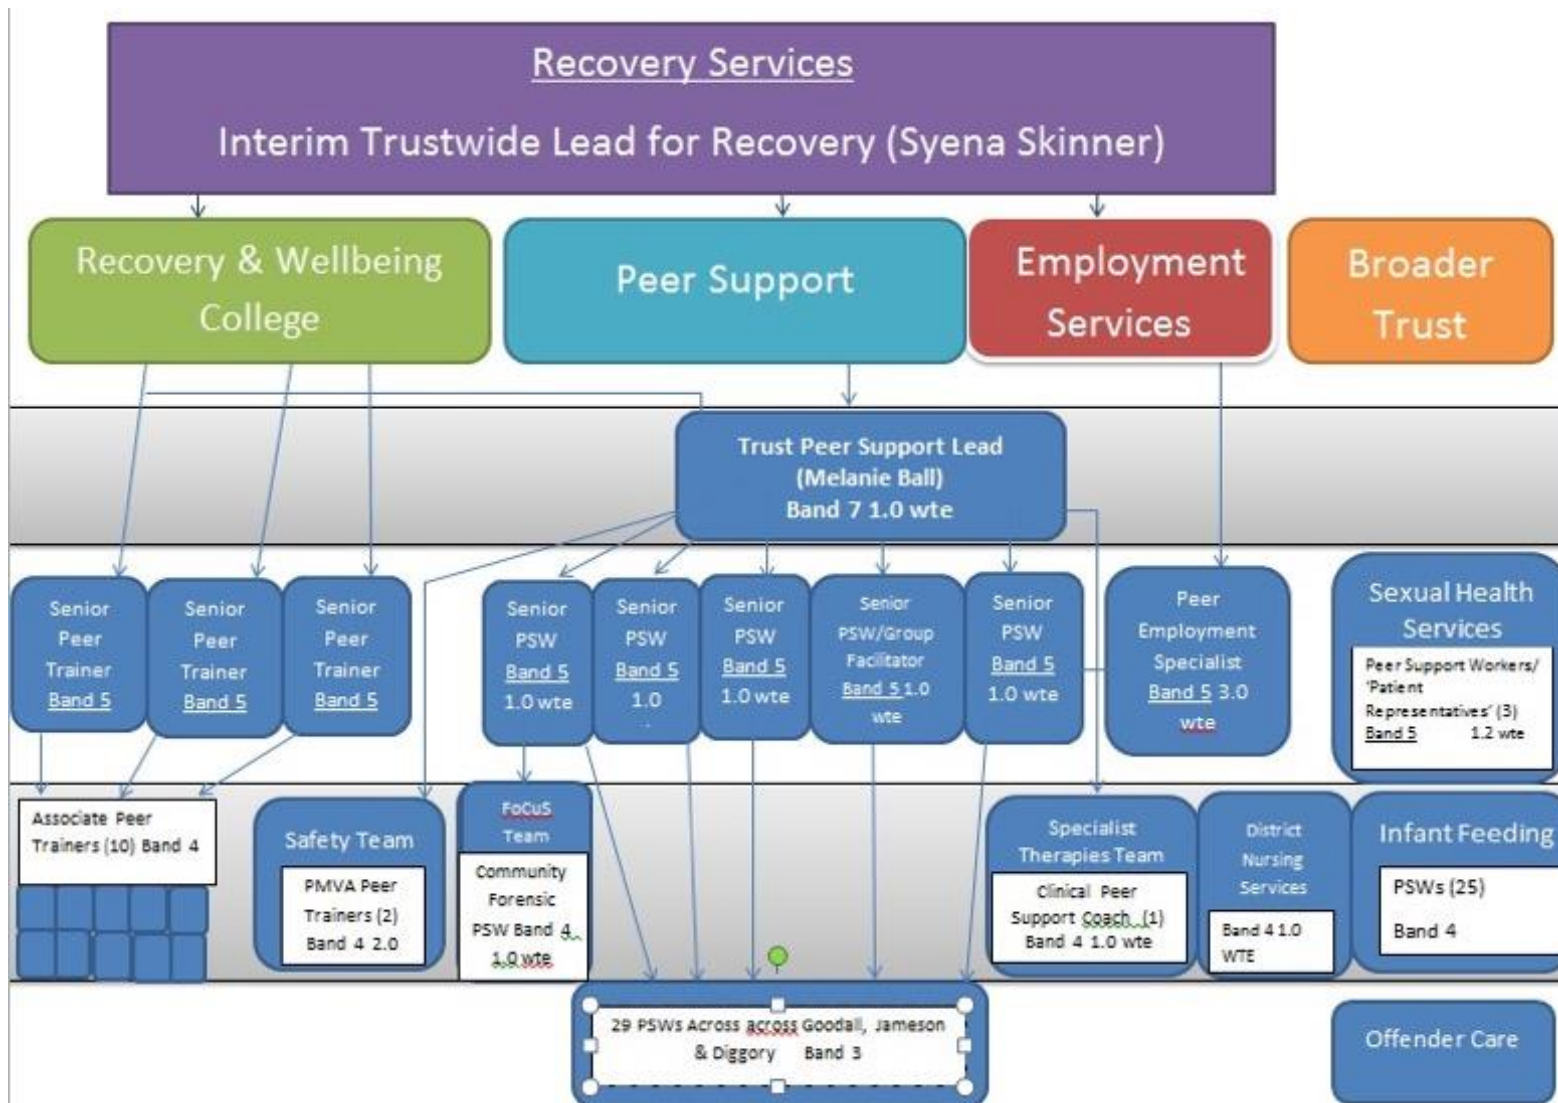 Recovery Services
Interim Trustwide Lead for Recovery (Syena Skinner)
Recovery & Wellbeing
College
Peer Support
Employment
Services
Broader
Trust
Trust Peer Support Lead
(Melanie Ball)
Band 7 1.0 wte
Senior
Peer
Trainer
Band 5
Senior
Peer
Trainer
Band 5
Senior
Peer
Trainer
Band 5
Senior
PSW
Band 5
1.0 wte
Senior
PSW
Band 5
1.0
Senior
PSW
Band 5
1.0 wte
Senior
PSW/Group
Facilitator
Band 5 1.0
wte
Senior
PSW
Band 5
1.0 wte
Peer
Employment
Specialist
Band 5 3.0
wte
Sexual Health
Services
Peer Support Workers/
'Patient
Representatives' (3)
Band 5 1.2 wte
Associate Peer
Trainers (10) Band 4
Safety Team
PMVA Peer
Trainers (2)
Band 4 2.0
FoCuS
Team
Community
Forensic
PSW Band 4
1.0 wte
Specialist
Therapies Team
Clinical Peer
Support Coach (1)
Band 4 1.0 wte
District
Nursing
Services
Band 4 1.0
WTE
Infant Feeding
PSWs (25)
Band 4
29 PSWs Across across Goodall, Jameson
& Diggory Band 3
Offender Care